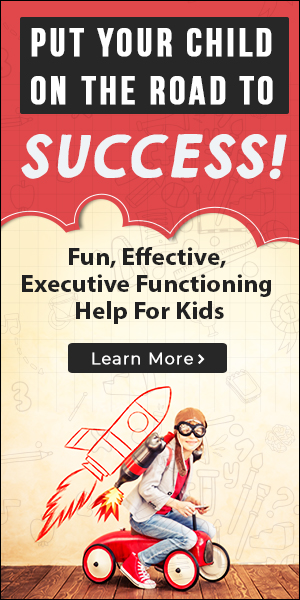 PUT YOUR CHILD
ON THE ROAD TO
SUCCESS!
Fun, Effective,
Executive Functioning
Help For Kids
Learn More